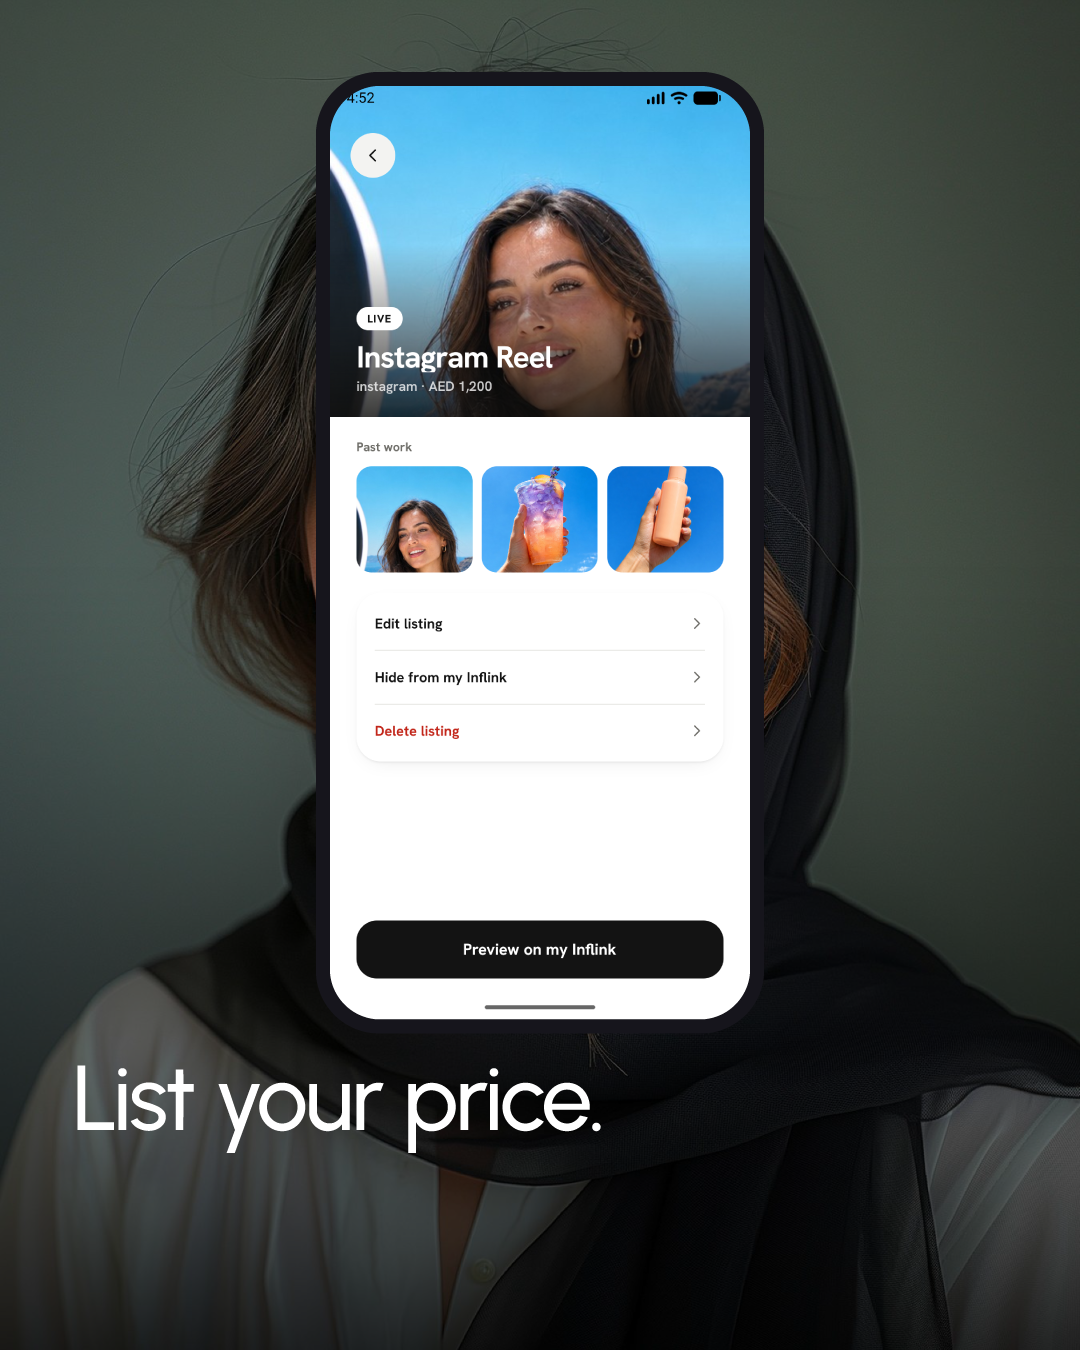 4:52
LIVE
Instagram Reel
instagram · AED 1,200
Past work
Edit listing
Hide from my Inflink
Delete listing
Preview on my Inflink
List your price.